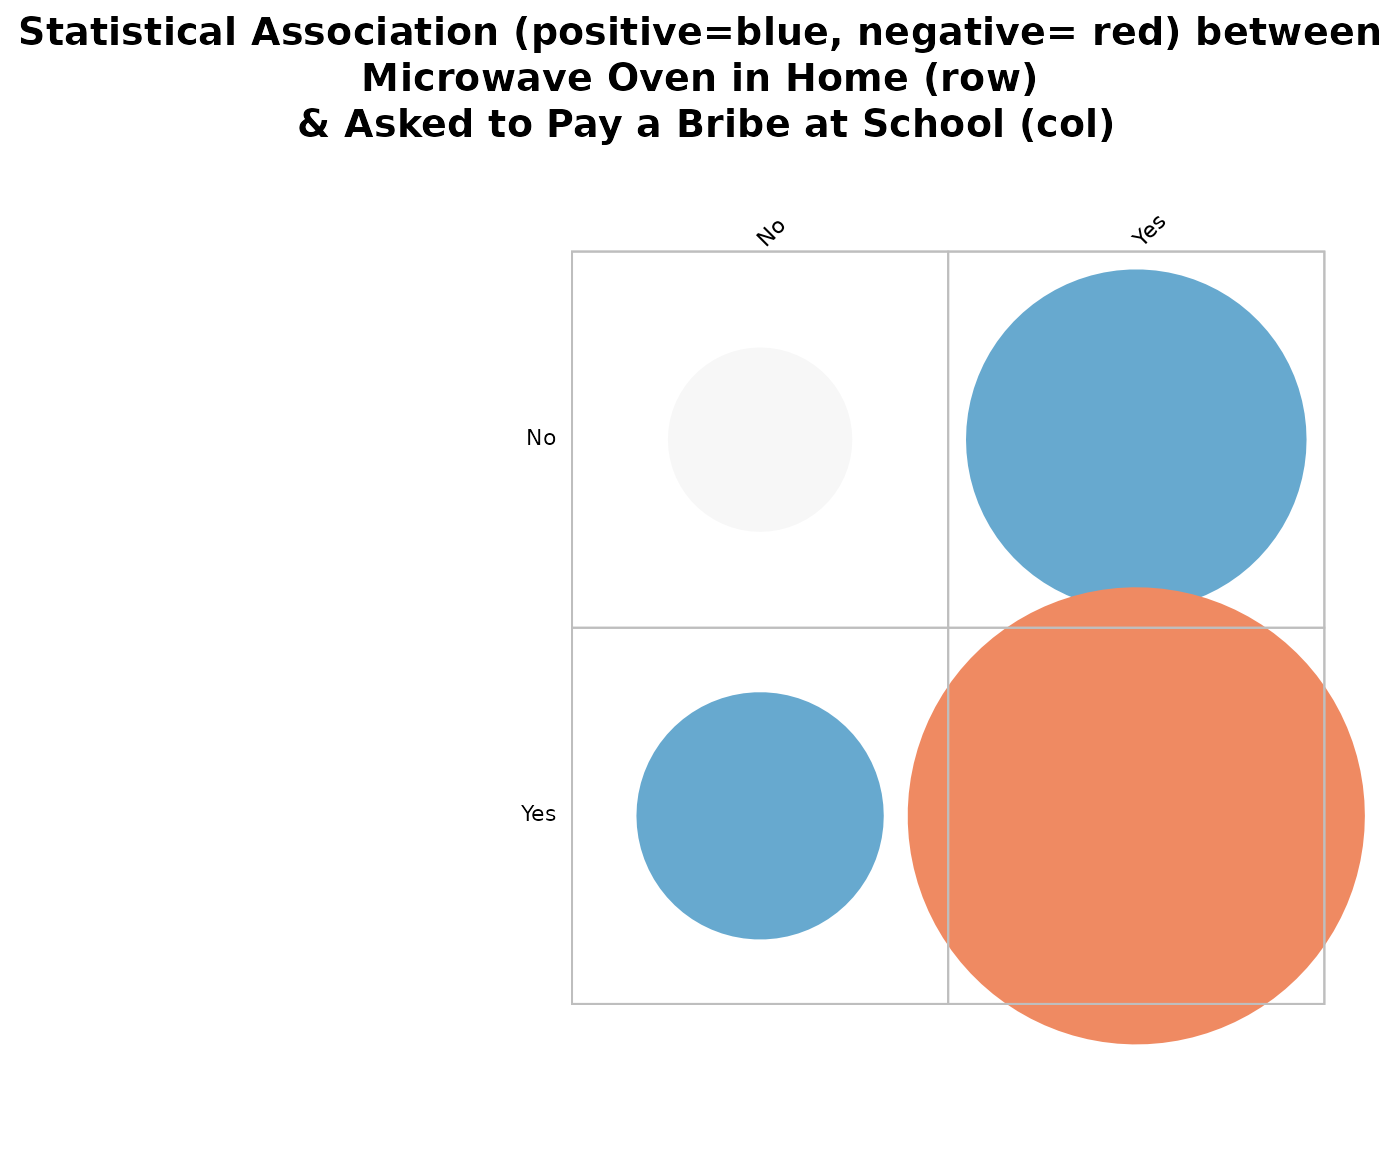 Statistical Association (positive=blue, negative= red) between
Microwave Oven in Home (row)
& Asked to Pay a Bribe at School (col)
No
Yes
No
Yes